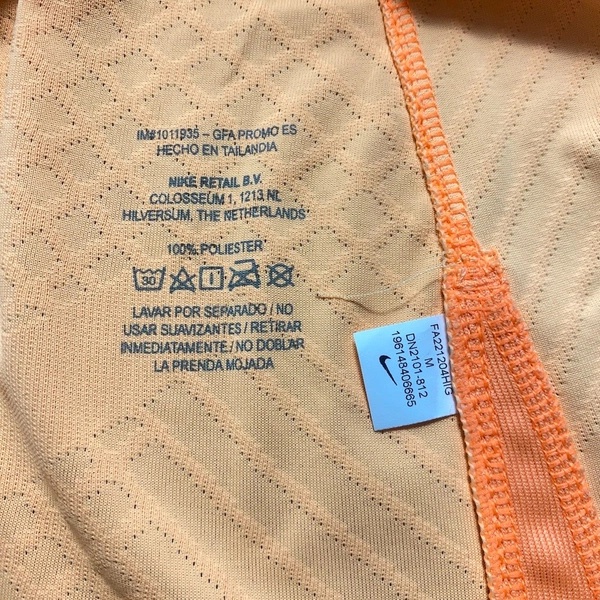 IM#1011935 – GFA PROMO ES
HECHO EN TAILANDIA
NIKE RETAIL B.V.
COLOSSEUM 1, 1213 NL
HILVERSUM, THE NETHERLANDS
100% POLIESTER
30
LAVAR POR SEPARADO / NO
USAR SUAVIZANTES / RETIRAR
INMEDIATAMENTE / NO DOBLAR
LA PRENDA MOJADA
FA221204HIG
M
DN2101-812
196148406665